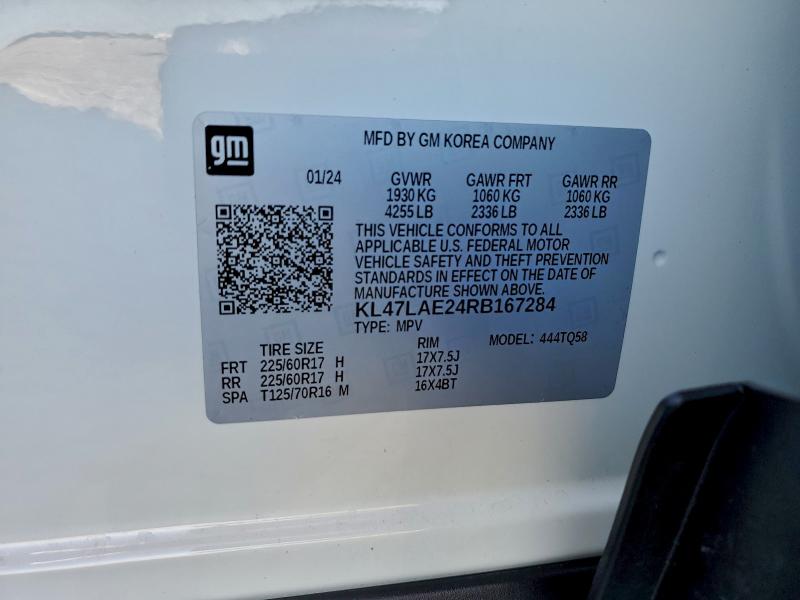 gm
MFD BY GM KOREA COMPANY
01/24 GVWR GAWR FRT GAWR RR
1930 KG 1060 KG 1060 KG
4255 LB 2336 LB 2336 LB
THIS VEHICLE CONFORMS TO ALL
APPLICABLE U.S. FEDERAL MOTOR
VEHICLE SAFETY AND THEFT PREVENTION
STANDARDS IN EFFECT ON THE DATE OF
MANUFACTURE SHOWN ABOVE.
KL47LAE24RB167284
TYPE: MPV MODEL: 444TQ58
TIRE SIZE RIM
FRT 225/60R17 H 17X7.5J
RR 225/60R17 H 17X7.5J
SPA T125/70R16 M 16X4BT